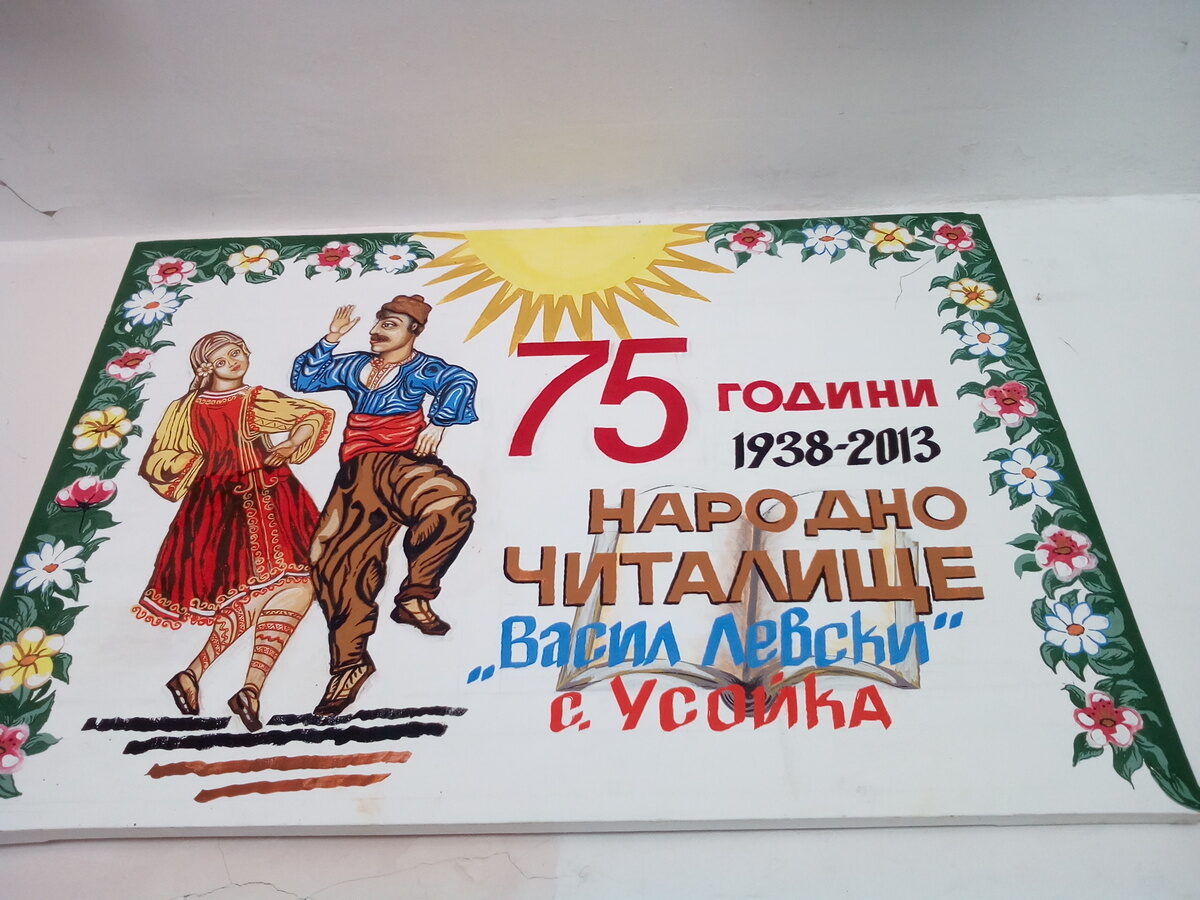 75 ГОДИНИ
1938-2013
НАРОДНО
ЧИТАЛИЩЕ
„Васил Левски“
с. Усойка